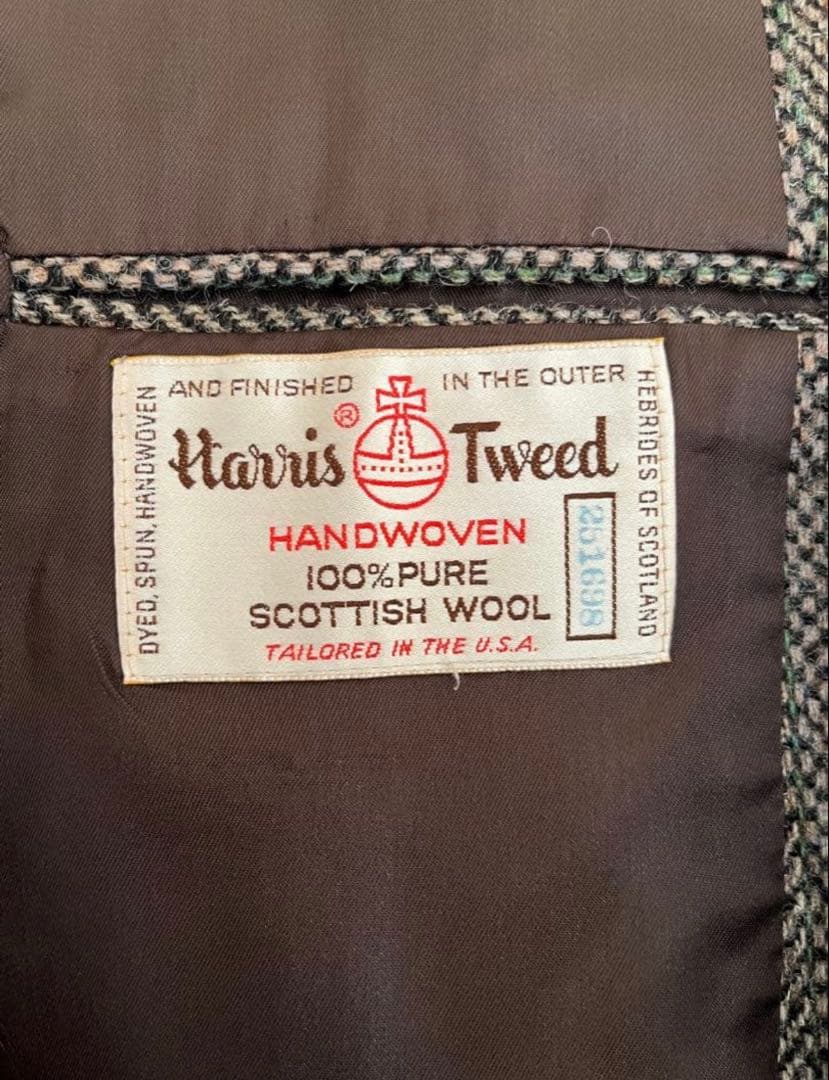 DYED, SPUN, HANDWOVEN
AND FINISHED IN THE OUTER
HEBRIDES OF SCOTLAND
Harris ® Tweed
HANDWOVEN
100% PURE
SCOTTISH WOOL
TAILORED IN THE U.S.A.
251698